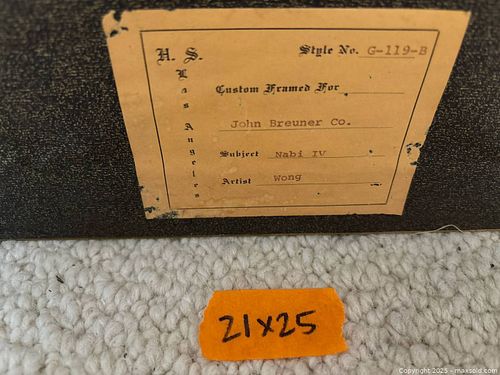 H. S.
Los Angeles
Style No. G-119-B
Custom Framed For
John Breuner Co.
Subject Nabi IV
Artist Wong
21x25
Copyright 2025 - maxsold.com